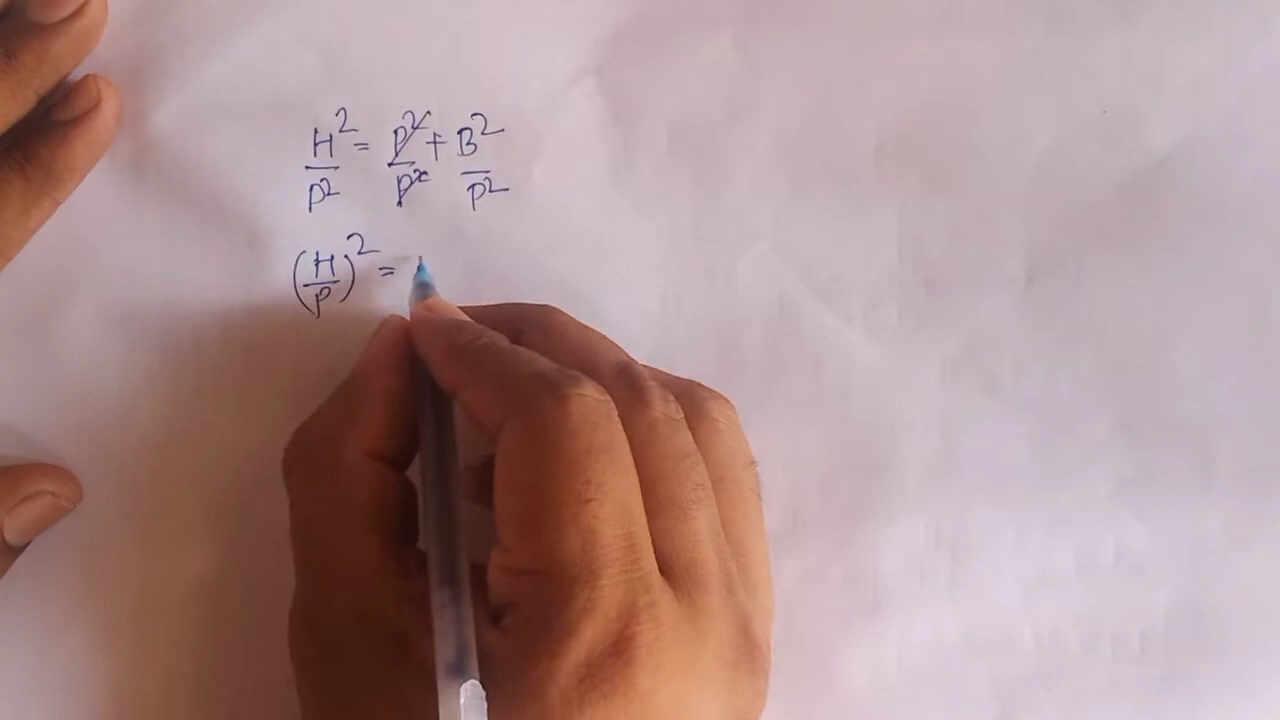 H²/P² = P²/P² + B²/P²
(H/P)² =